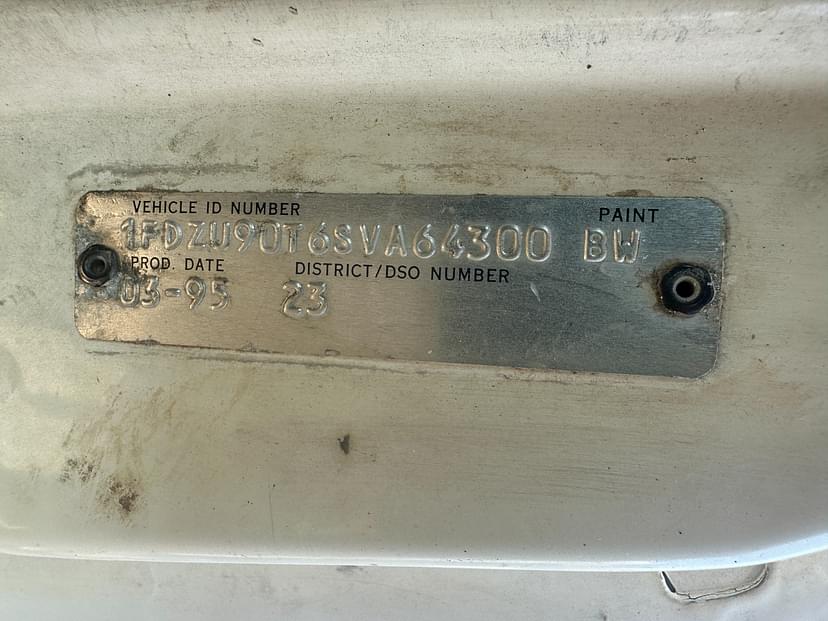 VEHICLE ID NUMBER PAINT
1FDZU90T6SVA64300 BW
PROD. DATE DISTRICT/DSO NUMBER
03-95 23